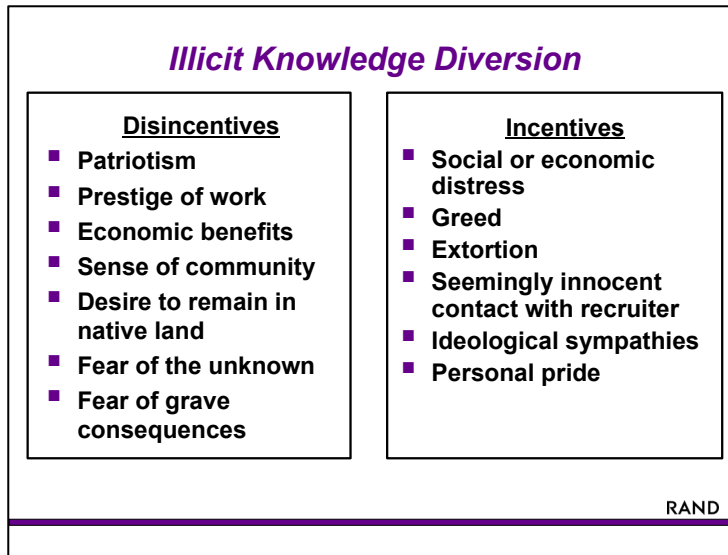 Illicit Knowledge Diversion
Disincentives
▪ Patriotism
▪ Prestige of work
▪ Economic benefits
▪ Sense of community
▪ Desire to remain in
native land
▪ Fear of the unknown
▪ Fear of grave
consequences
Incentives
▪ Social or economic
distress
▪ Greed
▪ Extortion
▪ Seemingly innocent
contact with recruiter
▪ Ideological sympathies
▪ Personal pride
RAND